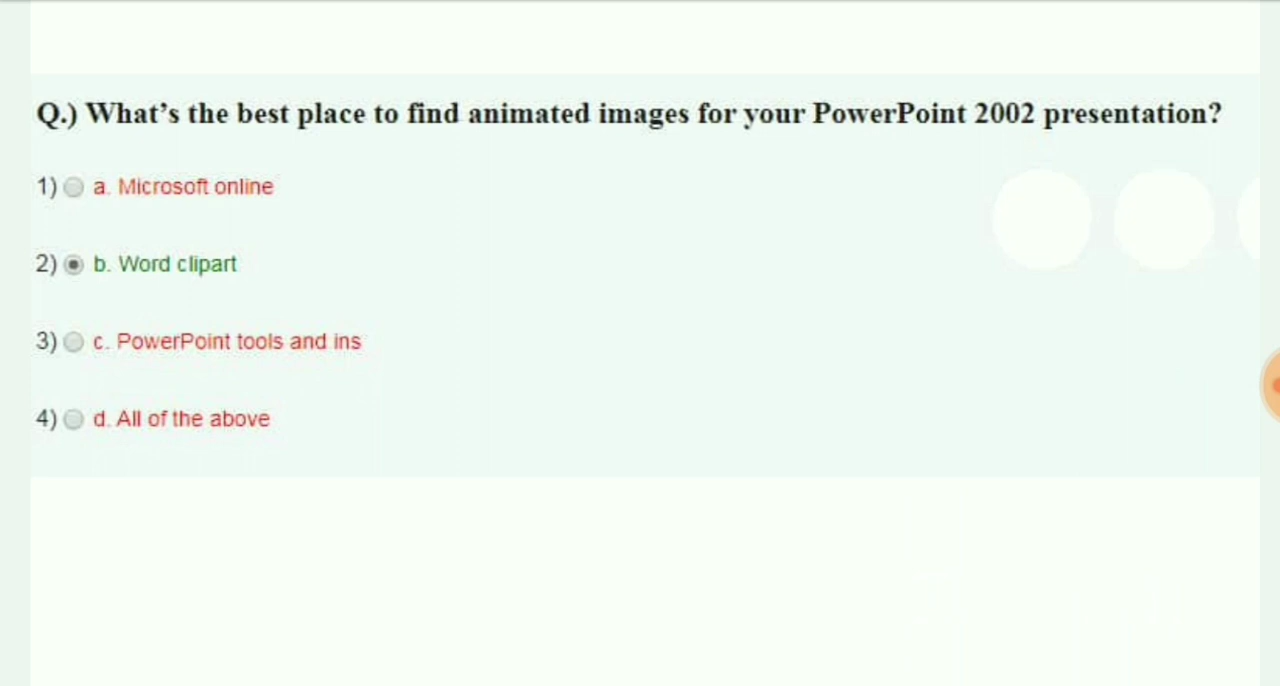 Q.) What’s the best place to find animated images for your PowerPoint 2002 presentation?
1) a. Microsoft online
2) b. Word clipart
3) c. PowerPoint tools and ins
4) d. All of the above